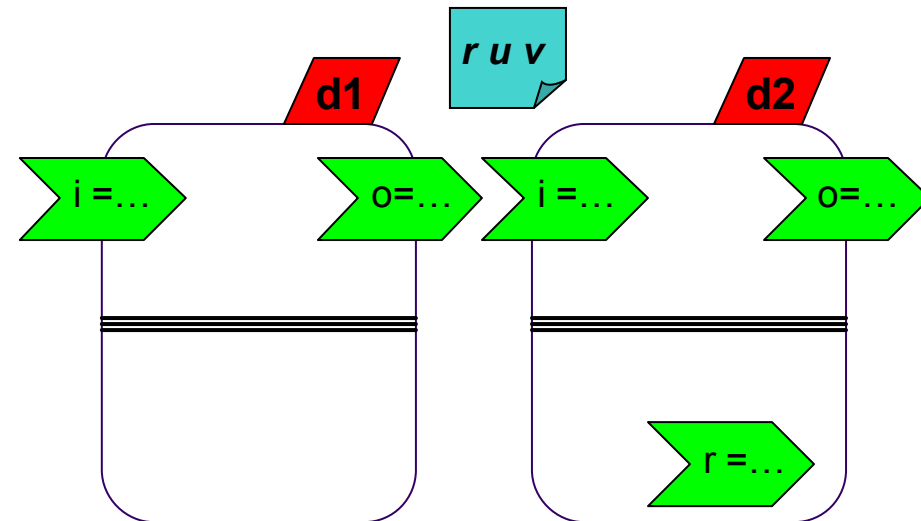 r u v
d1
d2
i =…
o=…
i =…
o=…
r =…